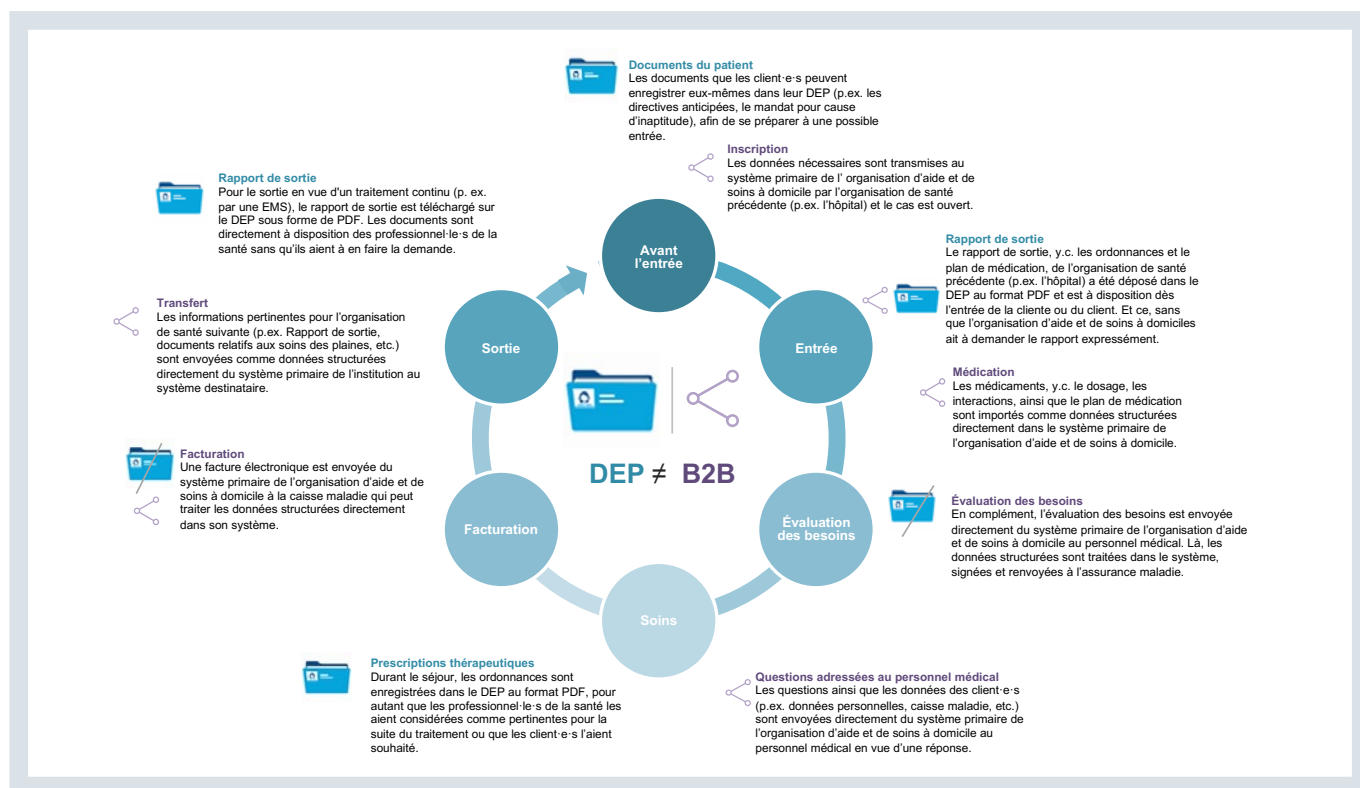 Documents du patient
Les documents que les client·e·s peuvent
enregistrer eux-mêmes dans leur DEP (p.ex. les
directives anticipées, le mandat pour cause
d'inaptitude), afin de se préparer à une possible
entrée.
Inscription
Les données nécessaires sont transmises au
système primaire de l' organisation d'aide et de
soins à domicile par l'organisation de santé
précédente (p.ex. l'hôpital) et le cas est ouvert.
Rapport de sortie
Pour le sortie en vue d'un traitement continu (p. ex.
par une EMS), le rapport de sortie est téléchargé sur
le DEP sous forme de PDF. Les documents sont
directement à disposition des professionnel·le·s de la
santé sans qu'ils aient à en faire la demande.
Avant
l'entrée
Rapport de sortie
Le rapport de sortie, y.c. les ordonnances et le
plan de médication, de l'organisation de santé
précédente (p.ex. l'hôpital) a été déposé dans le
DEP au format PDF et est à disposition dès
l'entrée de la cliente ou du client. Et ce, sans
que l'organisation d'aide et de soins à domiciles
ait à demander le rapport expressément.
Transfert
Les informations pertinentes pour l'organisation
de santé suivante (p.ex. Rapport de sortie,
documents relatifs aux soins des plaines, etc.)
sont envoyées comme données structurées
directement du système primaire de l'institution au
système destinataire.
Sortie
Entrée
Médication
Les médicaments, y.c. le dosage, les
interactions, ainsi que le plan de médication
sont importés comme données structurées
directement dans le système primaire de
l'organisation d'aide et de soins à domicile.
DEP ≠ B2B
Facturation
Une facture électronique est envoyée du
système primaire de l'organisation d'aide et de
soins à domicile à la caisse maladie qui peut
traiter les données structurées directement
dans son système.
Facturation
Évaluation
des besoins
Évaluation des besoins
En complément, l'évaluation des besoins est envoyée
directement du système primaire de l'organisation d'aide
et de soins à domicile au personnel médical. Là, les
données structurées sont traitées dans le système,
signées et renvoyées à l'assurance maladie.
Soins
Prescriptions thérapeutiques
Durant le séjour, les ordonnances sont
enregistrées dans le DEP au format PDF, pour
autant que les professionnel·le·s de la santé les
aient considérées comme pertinentes pour la
suite du traitement ou que les client·e·s l'aient
souhaité.
Questions adressées au personnel médical
Les questions ainsi que les données des client·e·s
(p.ex. données personnelles, caisse maladie, etc.)
sont envoyées directement du système primaire de
l'organisation d'aide et de soins à domicile au
personnel médical en vue d'une réponse.